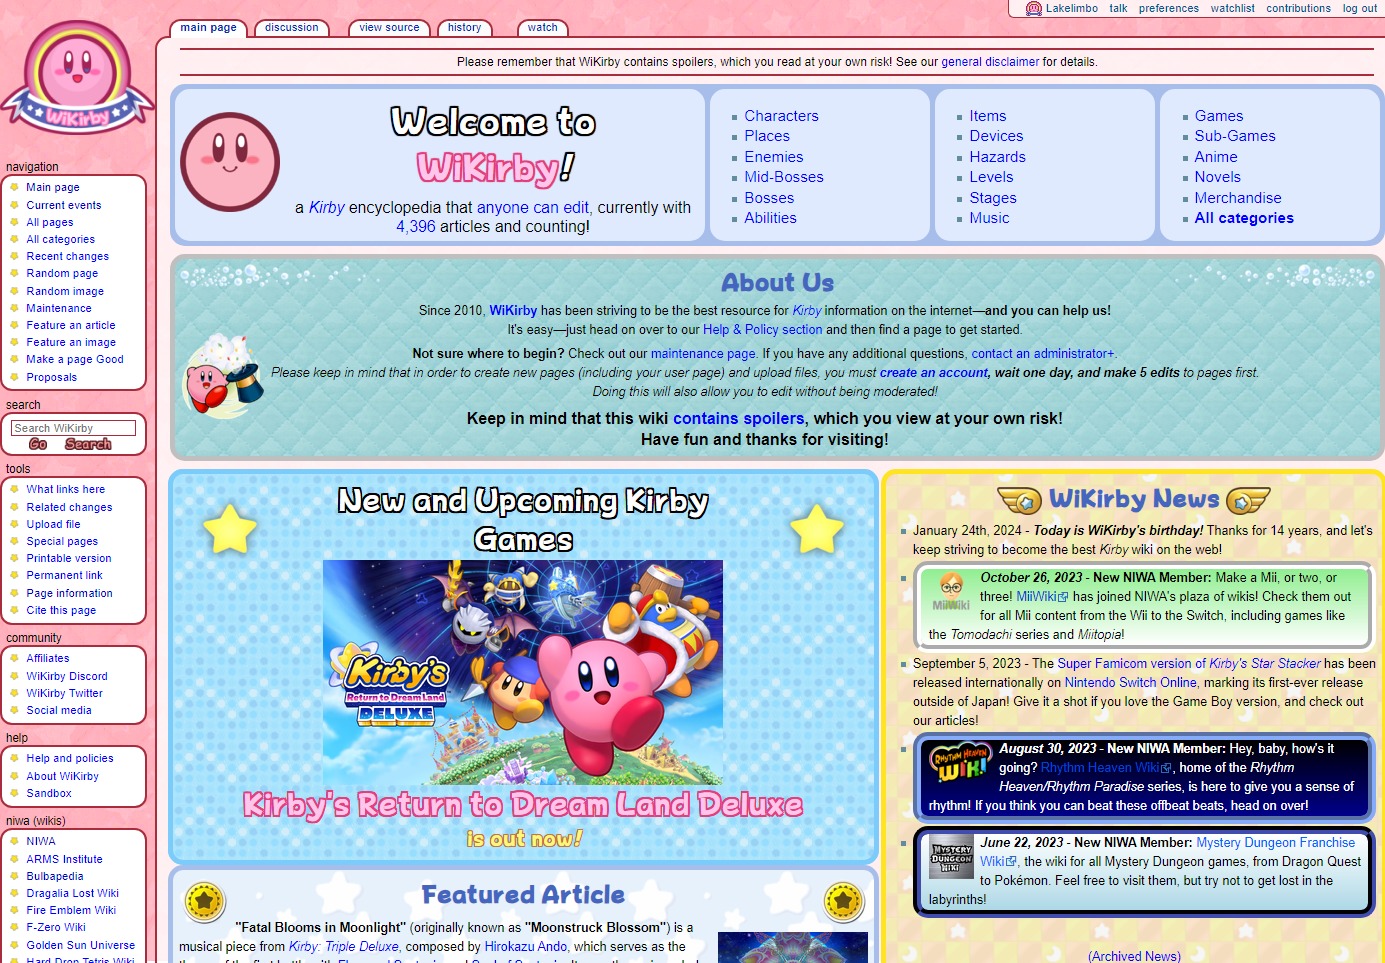 Lakelimbo talk preferences watchlist contributions log out
main page discussion view source history watch
Please remember that WiKirby contains spoilers, which you read at your own risk! See our general disclaimer for details.
WiKirby
navigation
Main page
Current events
All pages
All categories
Recent changes
Random page
Random image
Maintenance
Feature an article
Feature an image
Make a page Good
Proposals
search
Search WiKirby
Go Search
tools
What links here
Related changes
Upload file
Special pages
Printable version
Permanent link
Page information
Cite this page
community
Affiliates
WiKirby Discord
WiKirby Twitter
Social media
help
Help and policies
About WiKirby
Sandbox
niwa (wikis)
NIWA
ARMS Institute
Bulbapedia
Dragalia Lost Wiki
Fire Emblem Wiki
F-Zero Wiki
Golden Sun Universe
Hard Drop Tetris Wiki
Welcome to
WiKirby!
a Kirby encyclopedia that anyone can edit, currently with
4,396 articles and counting!
Characters
Places
Enemies
Mid-Bosses
Bosses
Abilities
Items
Devices
Hazards
Levels
Stages
Music
Games
Sub-Games
Anime
Novels
Merchandise
All categories
About Us
Since 2010, WiKirby has been striving to be the best resource for Kirby information on the internet—and you can help us!
It's easy—just head on over to our Help & Policy section and then find a page to get started.
Not sure where to begin? Check out our maintenance page. If you have any additional questions, contact an administrator+.
Please keep in mind that in order to create new pages (including your user page) and upload files, you must create an account, wait one day, and make 5 edits to pages first.
Doing this will also allow you to edit without being moderated!
Keep in mind that this wiki contains spoilers, which you view at your own risk!
Have fun and thanks for visiting!
New and Upcoming Kirby
Games
Kirby's
Return to Dream Land
DELUXE
Kirby's Return to Dream Land Deluxe
is out now!
Featured Article
"Fatal Blooms in Moonlight" (originally known as "Moonstruck Blossom") is a
musical piece from Kirby: Triple Deluxe, composed by Hirokazu Ando, which serves as the
WiKirby News
January 24th, 2024 - Today is WiKirby's birthday! Thanks for 14 years, and let's
keep striving to become the best Kirby wiki on the web!
MiiWiki
October 26, 2023 - New NIWA Member: Make a Mii, or two, or
three! MiiWiki has joined NIWA's plaza of wikis! Check them out
for all Mii content from the Wii to the Switch, including games like
the Tomodachi series and Miitopia!
September 5, 2023 - The Super Famicom version of Kirby's Star Stacker has been
released internationally on Nintendo Switch Online, marking its first-ever release
outside of Japan! Give it a shot if you love the Game Boy version, and check out
our articles!
RHYTHM HEAVEN
WiKi!
August 30, 2023 - New NIWA Member: Hey, baby, how's it
going? Rhythm Heaven Wiki, home of the Rhythm
Heaven/Rhythm Paradise series, is here to give you a sense of
rhythm! If you think you can beat these offbeat beats, head on over!
MYSTERY
DUNGEON
WIKI
June 22, 2023 - New NIWA Member: Mystery Dungeon Franchise
Wiki, the wiki for all Mystery Dungeon games, from Dragon Quest
to Pokémon. Feel free to visit them, but try not to get lost in the
labyrinths!
(Archived News)